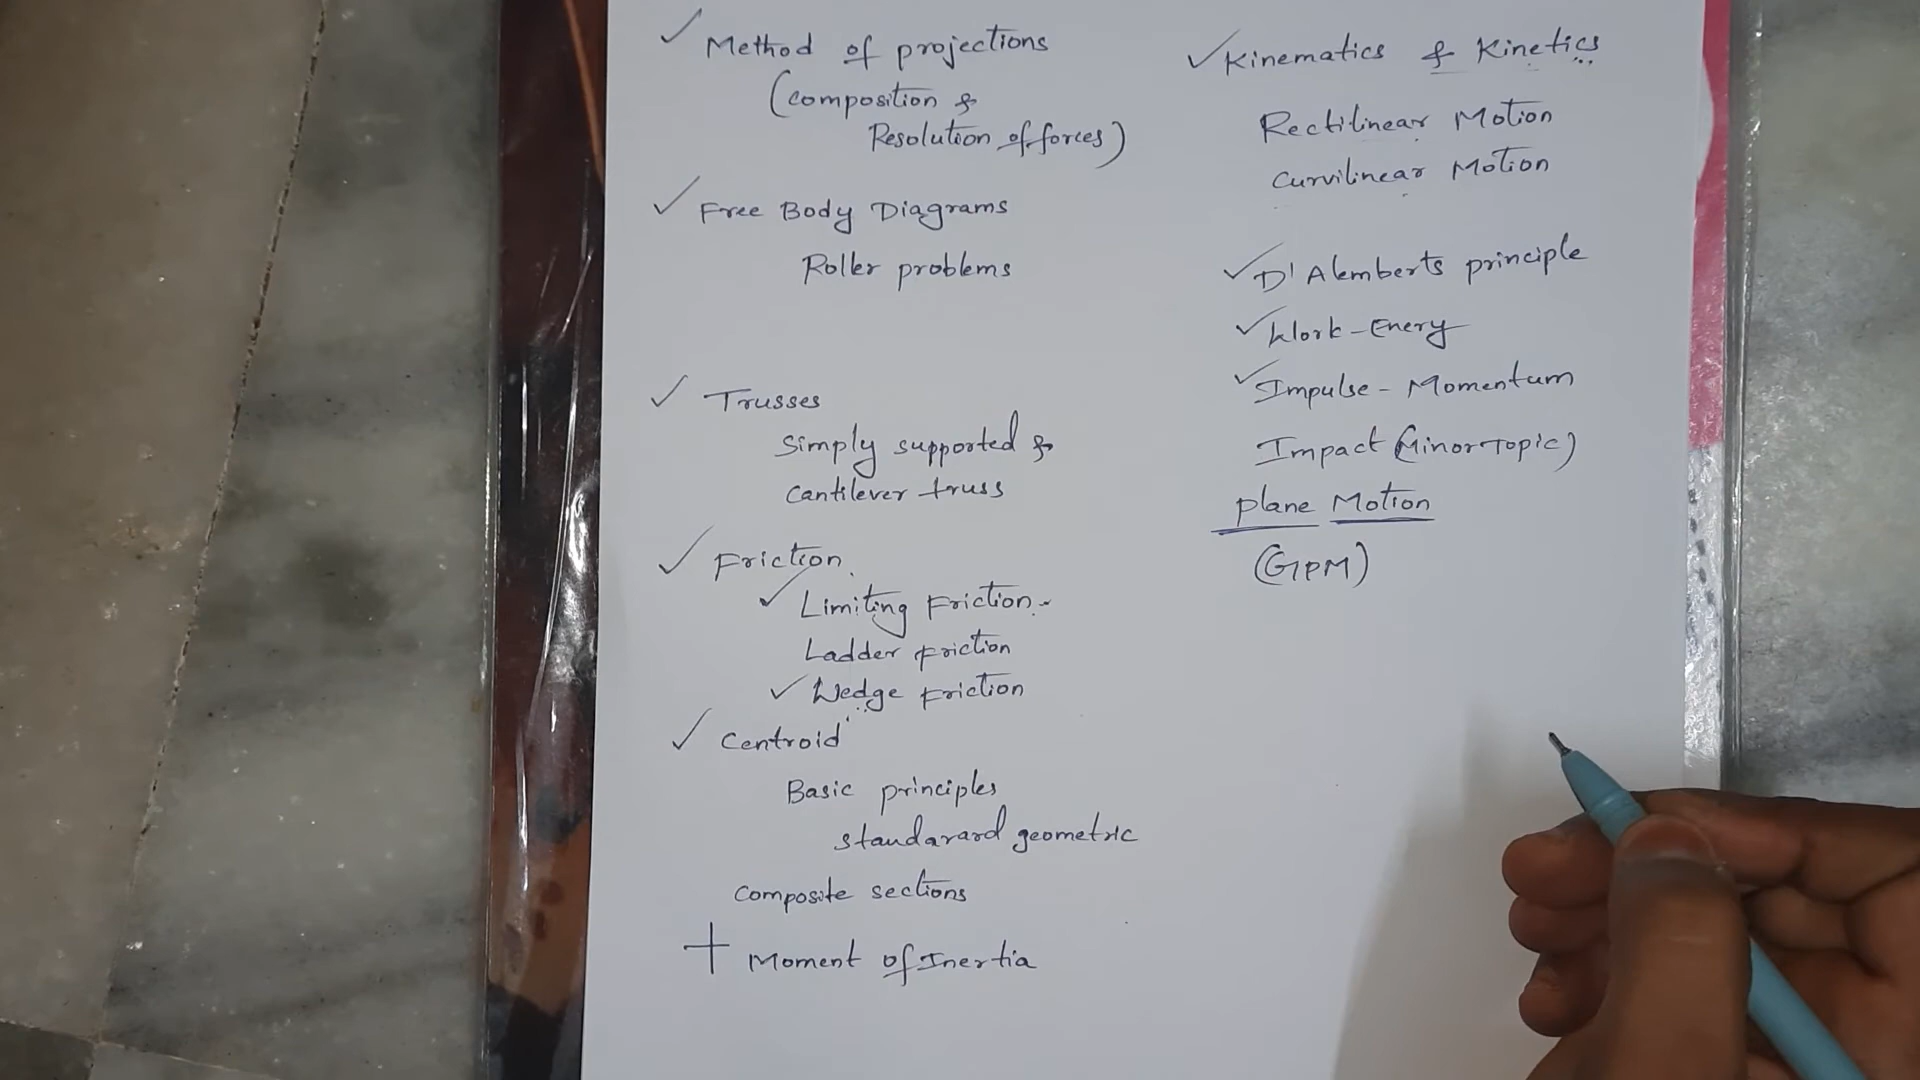 ✓ Method of projections
(composition &
Resolution of forces)
✓ Free Body Diagrams
Roller problems
✓ Trusses
Simply supported &
cantilever truss
✓ Friction
✓ Limiting Friction
Ladder friction
✓ Wedge Friction
✓ Centroid
Basic principles
standarard geometric
composite sections
+ Moment of Inertia
✓ Kinematics & Kinetics
Rectilinear Motion
Curvilinear Motion
✓ D'Alemberts principle
✓ Work-Enery
✓ Impulse - Momentum
Impact (Minor Topic)
plane Motion
(GPM)